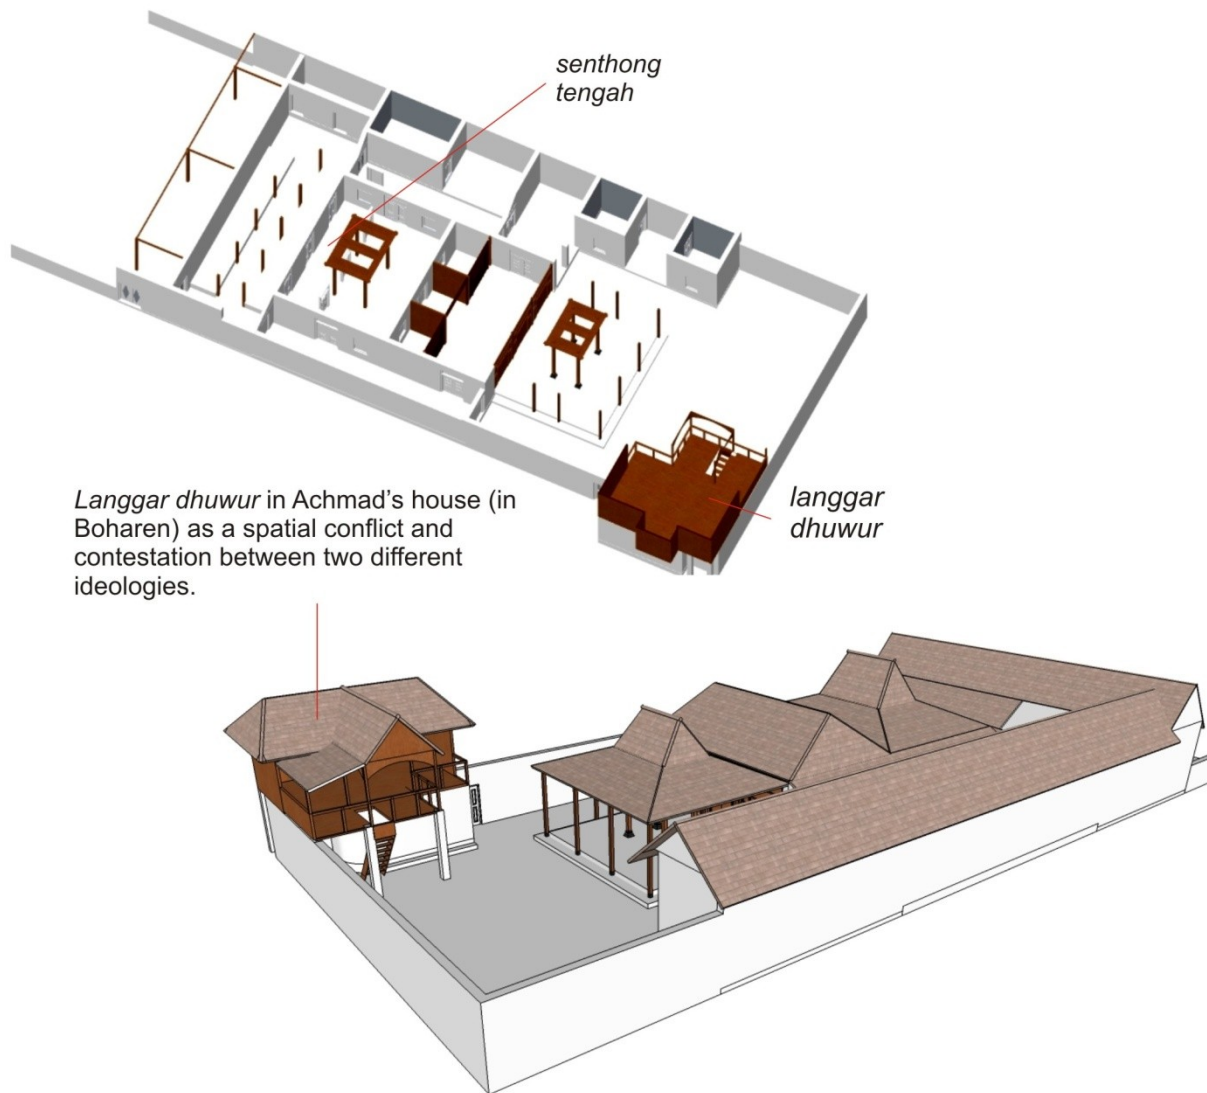 senthong
tengah
Langgar dhuwur in Achmad’s house (in
Boharen) as a spatial conflict and
contestation between two different
ideologies.
langgar
dhuwur